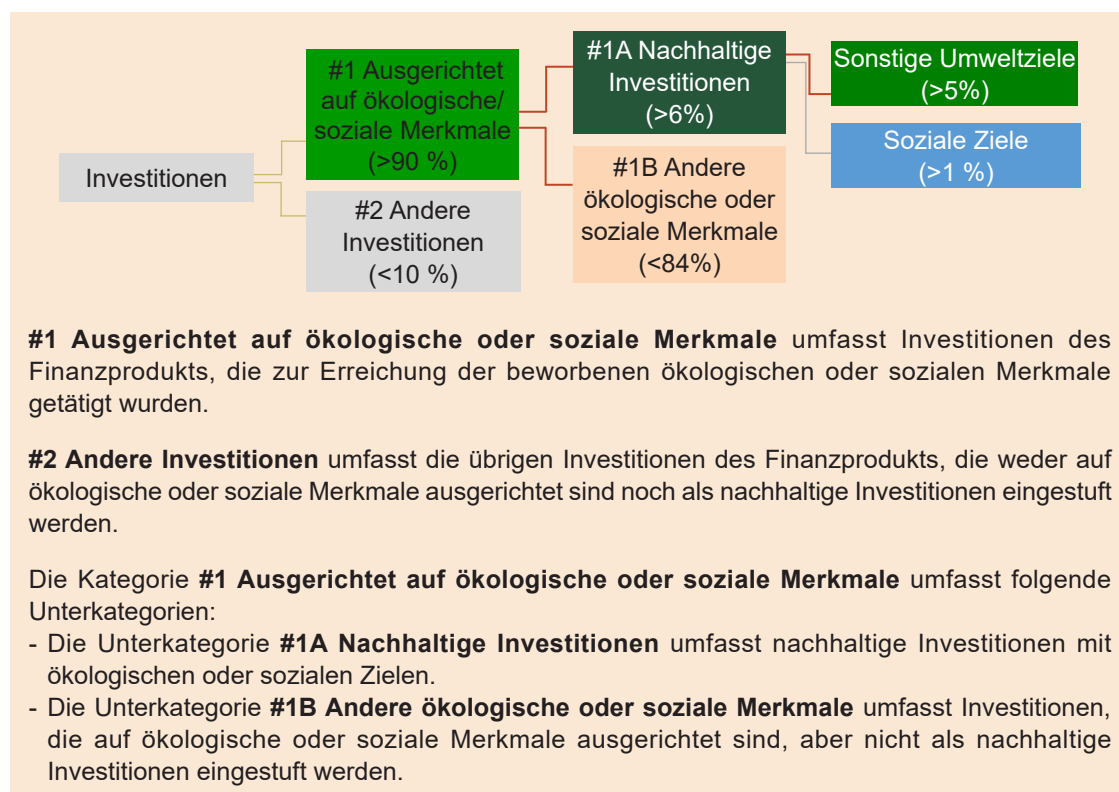 Investitionen
#1 Ausgerichtet
auf ökologische/
soziale Merkmale
(>90 %)
#2 Andere
Investitionen
(<10 %)
#1A Nachhaltige
Investitionen
(>6%)
#1B Andere
ökologische oder
soziale Merkmale
(<84%)
Sonstige Umweltziele
(>5%)
Soziale Ziele
(>1 %)
#1 Ausgerichtet auf ökologische oder soziale Merkmale umfasst Investitionen des
Finanzprodukts, die zur Erreichung der beworbenen ökologischen oder sozialen Merkmale
getätigt wurden.
#2 Andere Investitionen umfasst die übrigen Investitionen des Finanzprodukts, die weder auf
ökologische oder soziale Merkmale ausgerichtet sind noch als nachhaltige Investitionen eingestuft
werden.
Die Kategorie #1 Ausgerichtet auf ökologische oder soziale Merkmale umfasst folgende
Unterkategorien:
- Die Unterkategorie #1A Nachhaltige Investitionen umfasst nachhaltige Investitionen mit
ökologischen oder sozialen Zielen.
- Die Unterkategorie #1B Andere ökologische oder soziale Merkmale umfasst Investitionen,
die auf ökologische oder soziale Merkmale ausgerichtet sind, aber nicht als nachhaltige
Investitionen eingestuft werden.